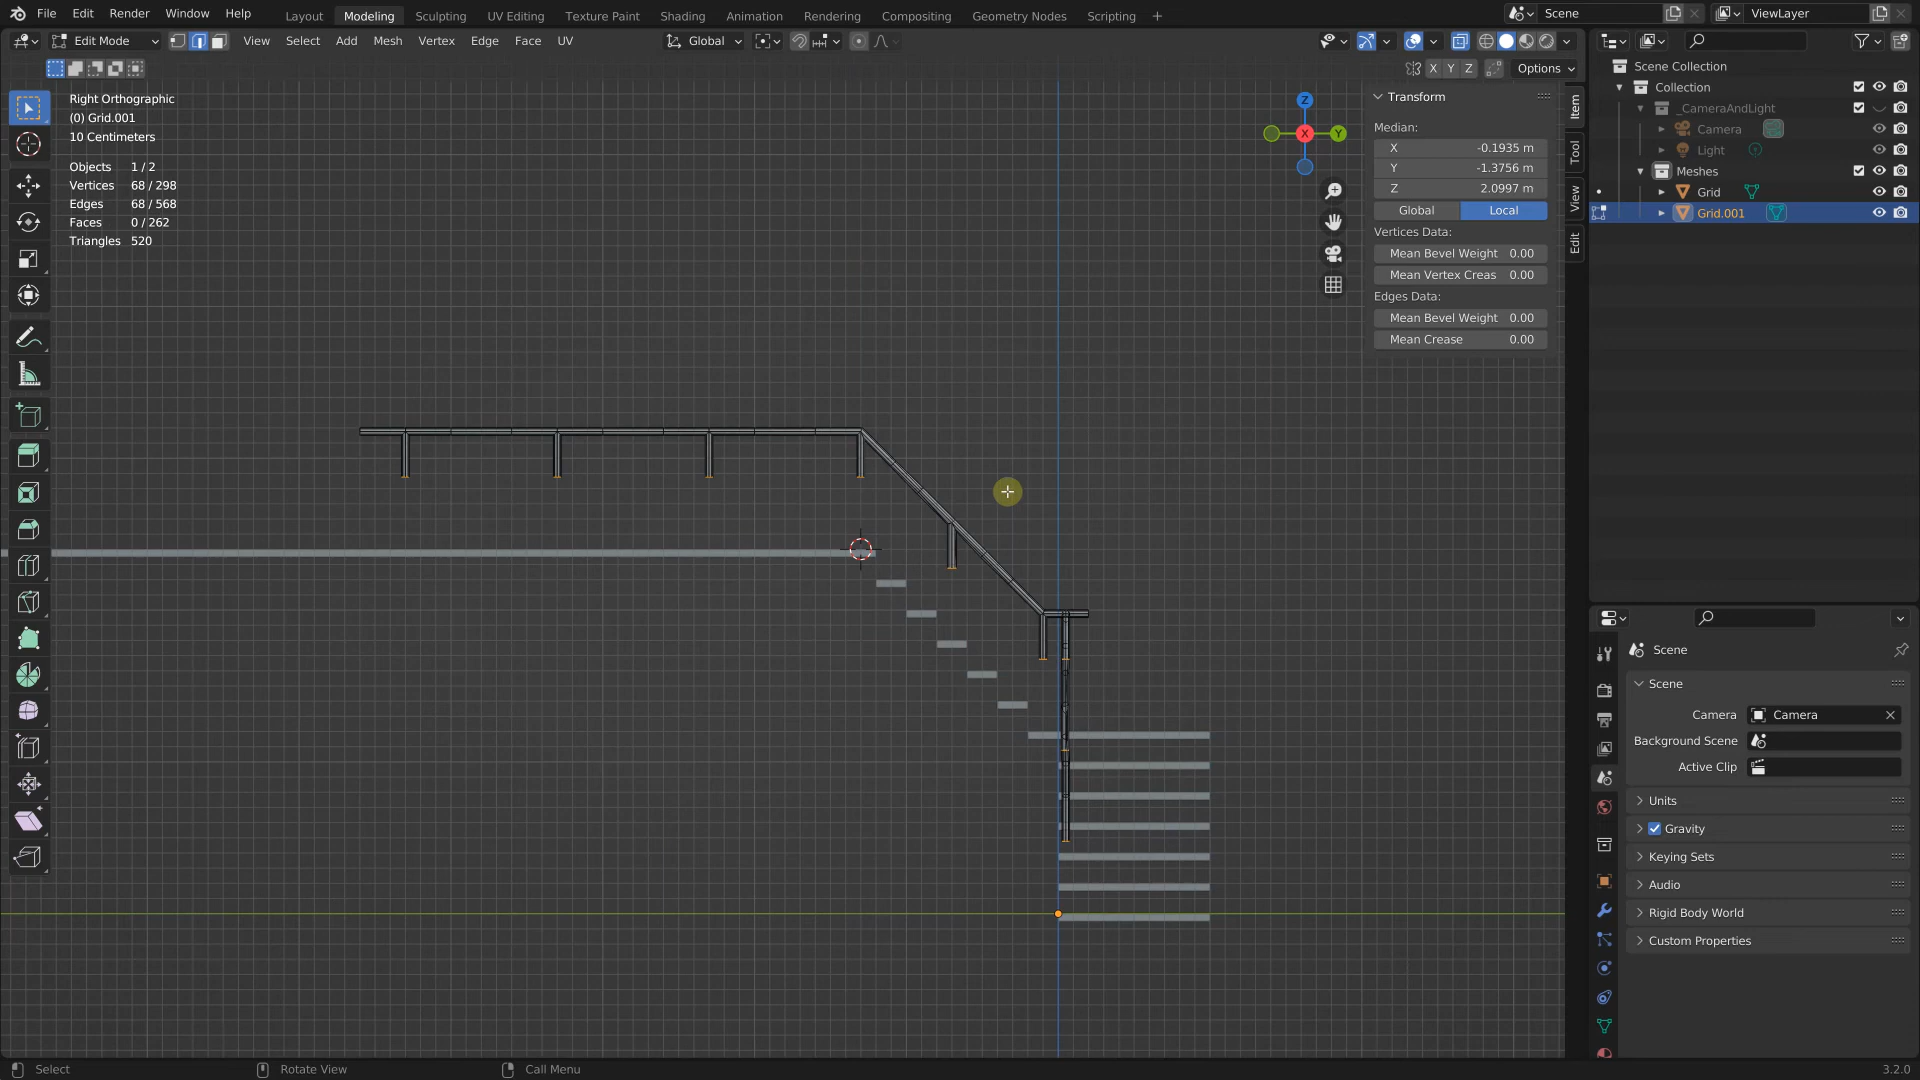 File Edit Render Window Help
Layout Modeling Sculpting UV Editing Texture Paint Shading Animation Rendering Compositing Geometry Nodes Scripting +
Scene
ViewLayer
Edit Mode
View Select Add Mesh Vertex Edge Face UV
Global
X Y Z
Options
Right Orthographic
(0) Grid.001
10 Centimeters
Objects 1 / 2
Vertices 68 / 298
Edges 68 / 568
Faces 0 / 262
Triangles 520
Z
X
Y
Transform
Median:
X -0.1935 m
Y -1.3756 m
Z 2.0997 m
Global Local
Vertices Data:
Mean Bevel Weight 0.00
Mean Vertex Creas 0.00
Edges Data:
Mean Bevel Weight 0.00
Mean Crease 0.00
Item
Tool
View
Edit
Scene Collection
Collection
_CameraAndLight
Camera
Light
Meshes
Grid
Grid.001
Scene
Scene
Camera Camera
Background Scene
Active Clip
Units
Gravity
Keying Sets
Audio
Rigid Body World
Custom Properties
Select
Rotate View
Call Menu
3.2.0